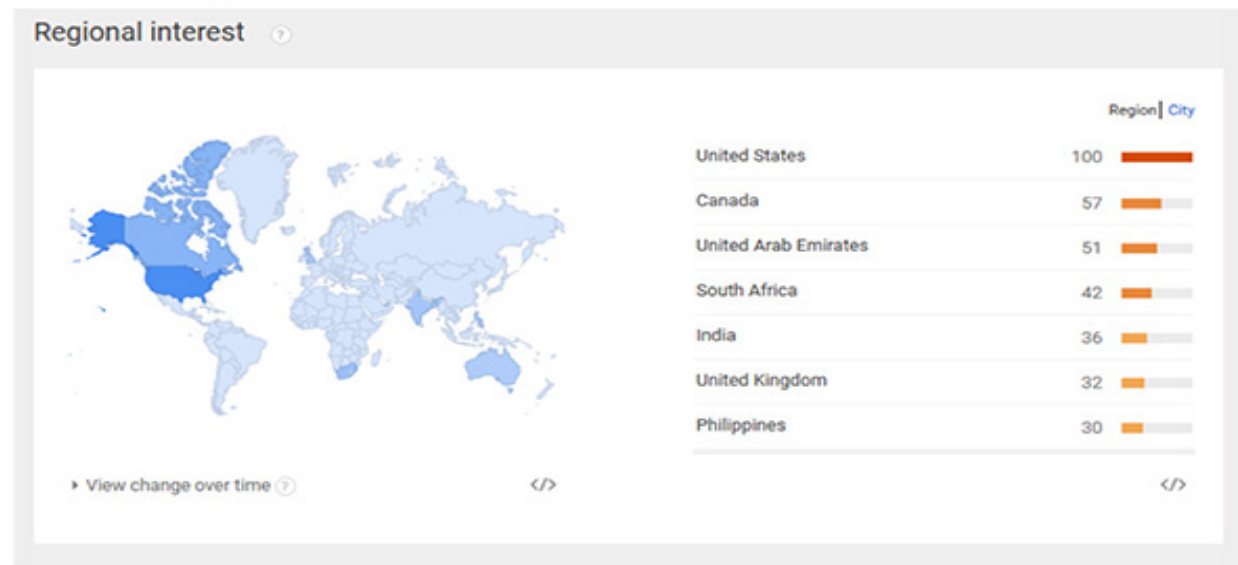 Regional interest ?
Region City
United States 100
Canada 57
United Arab Emirates 51
South Africa 42
India 36
United Kingdom 32
Philippines 30
View change over time ?
</>
</>